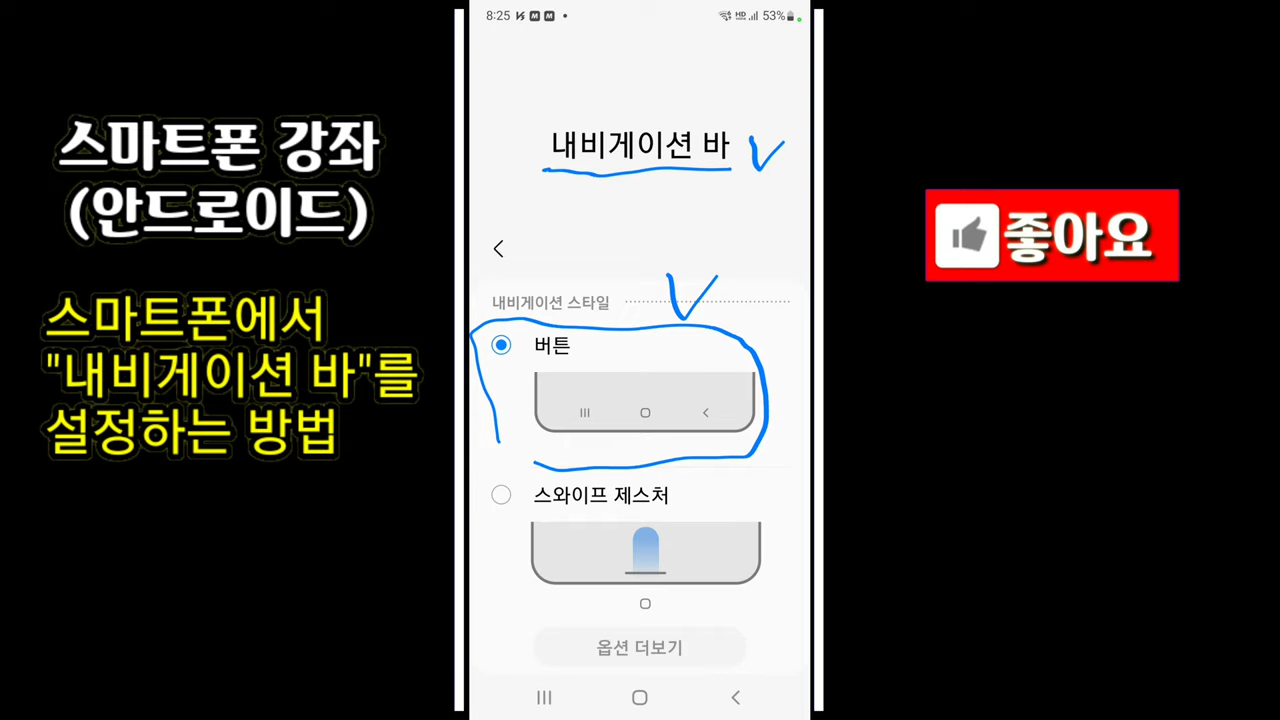 스마트폰 강좌
(안드로이드)
스마트폰에서
"내비게이션 바"를
설정하는 방법
8:25
HD
53%
내비게이션 바
내비게이션 스타일
버튼
스와이프 제스처
옵션 더보기
좋아요